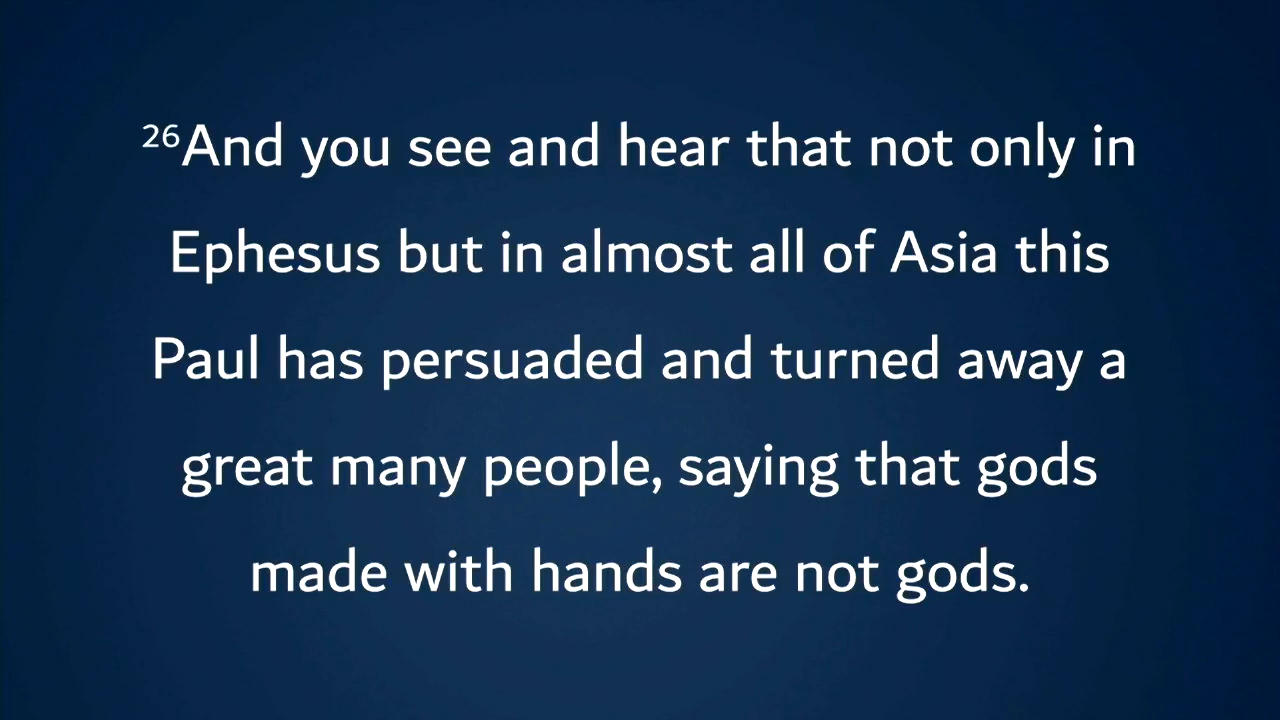 ²⁶And you see and hear that not only in
Ephesus but in almost all of Asia this
Paul has persuaded and turned away a
great many people, saying that gods
made with hands are not gods.